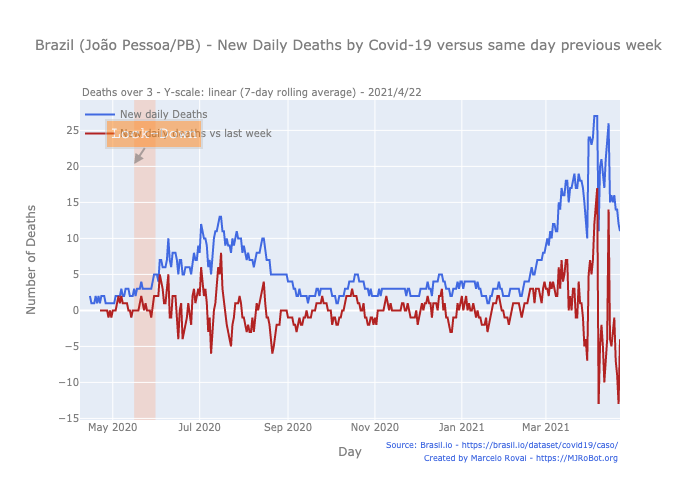 Brazil (João Pessoa/PB) - New Daily Deaths by Covid-19 versus same day previous week
Deaths over 3 - Y-scale: linear (7-day rolling average) - 2021/4/22
New daily Deaths
New daily Deaths vs last week
Lock Down
25
20
15
10
5
0
−5
−10
−15
Number of Deaths
May 2020
Jul 2020
Sep 2020
Nov 2020
Jan 2021
Mar 2021
Day
Source: Brasil.io - https://brasil.io/dataset/covid19/caso/
Created by Marcelo Rovai - https://MJRoBot.org